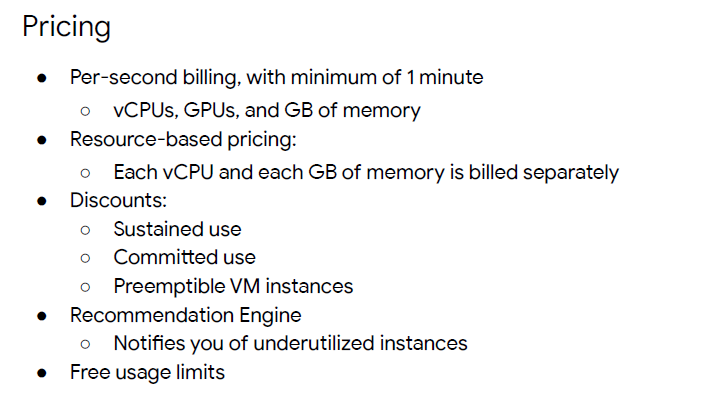 Pricing
● Per-second billing, with minimum of 1 minute
○ vCPUs, GPUs, and GB of memory
● Resource-based pricing:
○ Each vCPU and each GB of memory is billed separately
● Discounts:
○ Sustained use
○ Committed use
○ Preemptible VM instances
● Recommendation Engine
○ Notifies you of underutilized instances
● Free usage limits